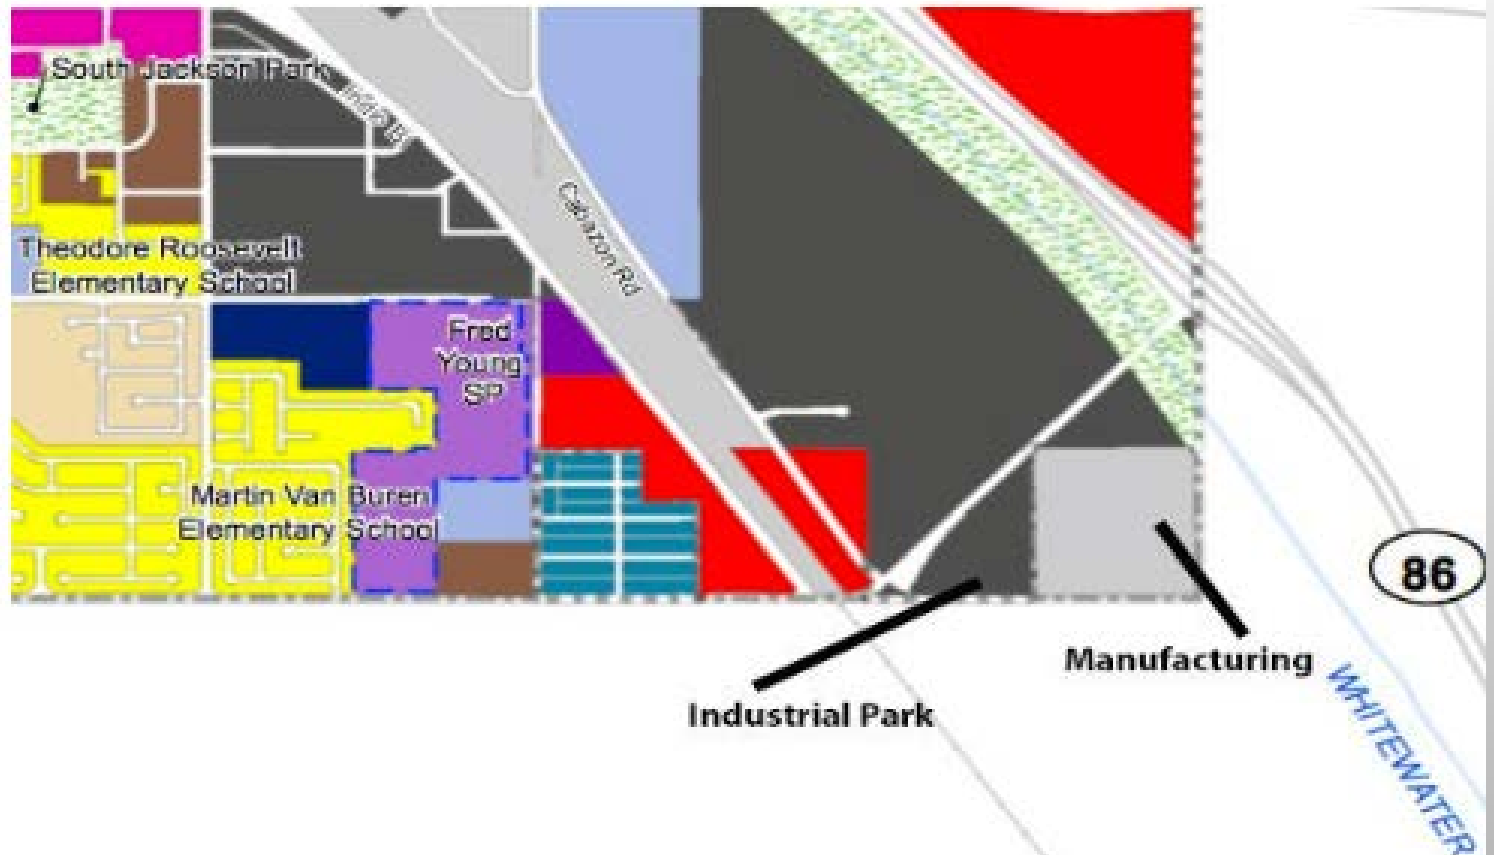 South Jackson Park
Cabazon Rd
Theodore Roosevelt
Elementary School
Fred
Young
SP
Martin Van Buren
Elementary School
86
Manufacturing
Industrial Park
WHITEWATER